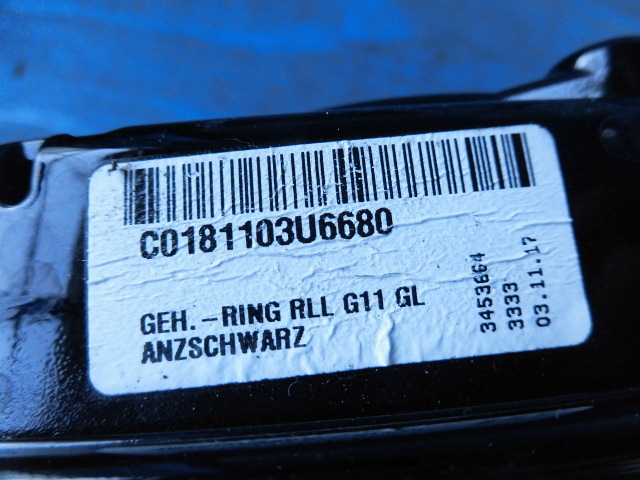 C0181103U6680
GEH.-RING RLL G11 GL
ANZSCHWARZ
3453664
3333
03.11.17